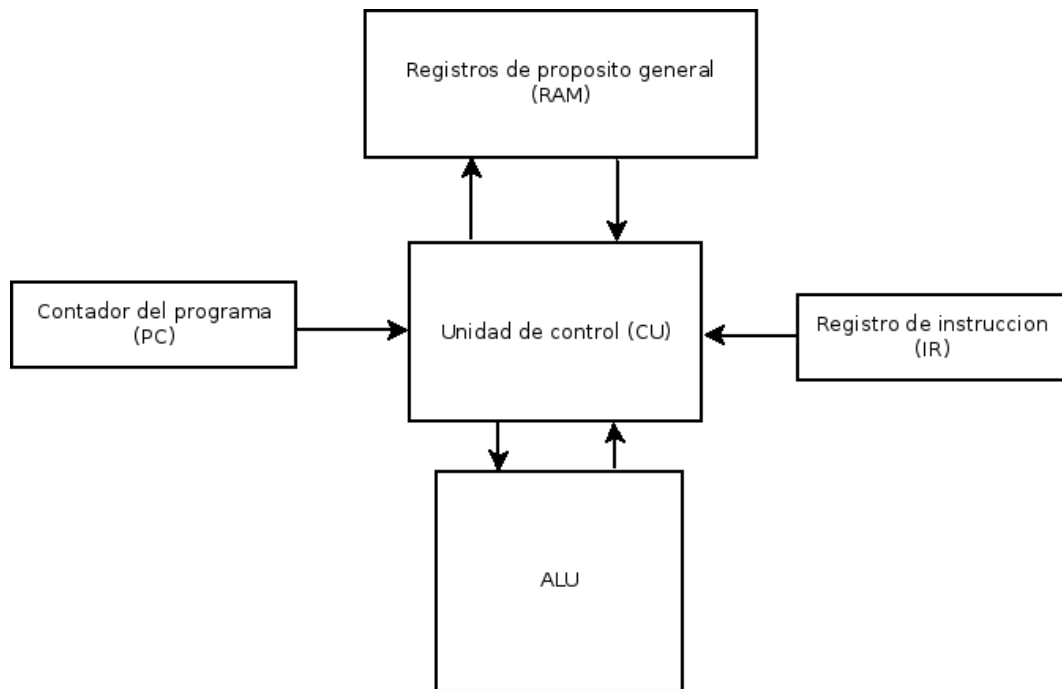 Registros de proposito general
(RAM)
Contador del programa
(PC)
Unidad de control (CU)
Registro de instruccion
(IR)
ALU